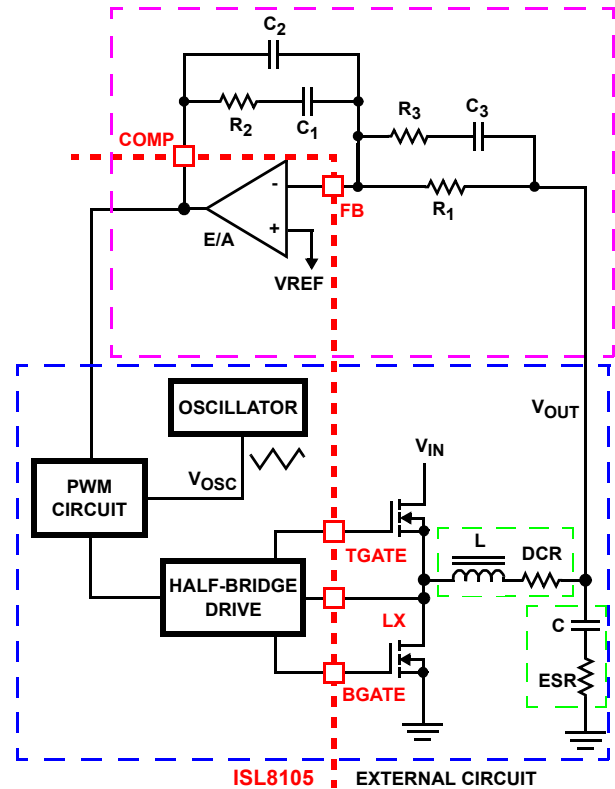 C2
R2
C1
R3
C3
COMP
R1
-
+
FB
E/A
VREF
OSCILLATOR
VOUT
VIN
VOSC
PWM
CIRCUIT
TGATE
L
DCR
HALF-BRIDGE
DRIVE
LX
C
ESR
BGATE
ISL8105
EXTERNAL CIRCUIT